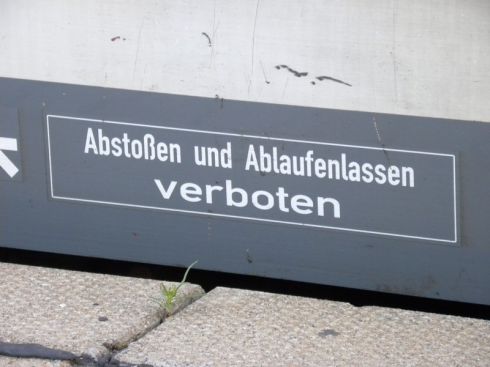 Abstoßen und Ablaufenlassen
verboten